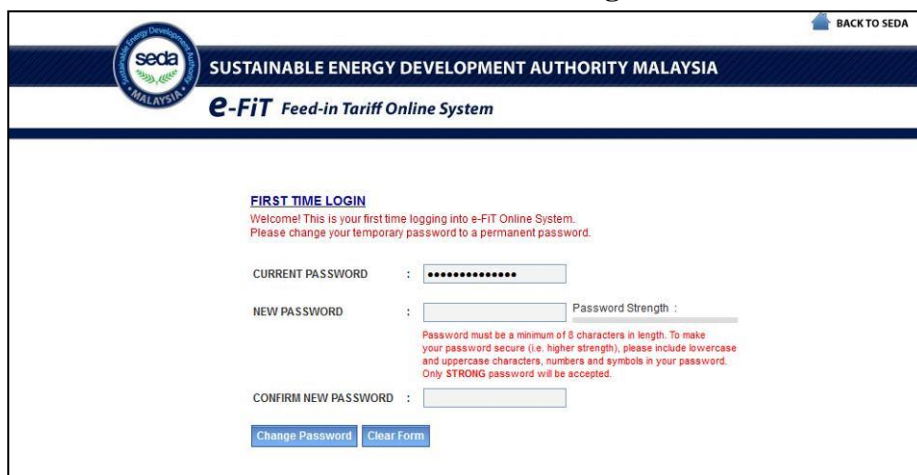 BACK TO SEDA
Sustainable Energy Development Authority
seda
MALAYSIA
SUSTAINABLE ENERGY DEVELOPMENT AUTHORITY MALAYSIA
e-FiT Feed-in Tariff Online System
FIRST TIME LOGIN
Welcome! This is your first time logging into e-FiT Online System.
Please change your temporary password to a permanent password.
CURRENT PASSWORD : ••••••••••••••
NEW PASSWORD : Password Strength :
Password must be a minimum of 8 characters in length. To make
your password secure (i.e. higher strength), please include lowercase
and uppercase characters, numbers and symbols in your password.
Only STRONG password will be accepted.
CONFIRM NEW PASSWORD :
Change Password Clear Form